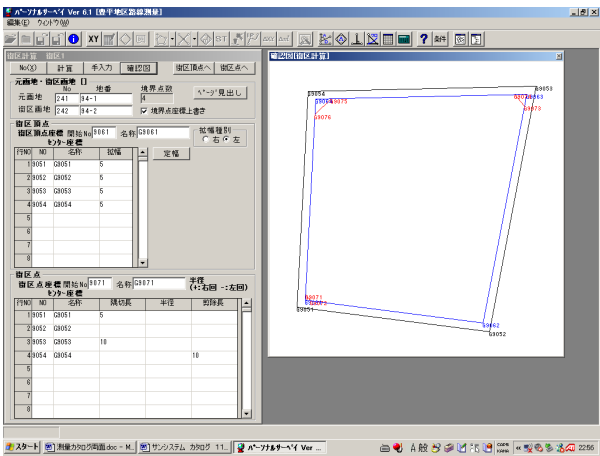 ﾊﾟｰｿﾅﾙｻｰﾍﾞｲ Ver 6.1 [豊平地区路線測量]
編集(E) ウィンドウ(W)
XY ST 条件
街区計算 街区1
No(X) 計算 手入力 確認図 街区頂点へ 街区点へ
元画地・街区画地 []
No 地番 境界点数
元画地 241 94-1 4 ﾍﾟｰｼﾞ見出し
街区画地 242 94-2 境界点座標上書き
街区頂点
街区頂点座標 開始No 9061 名称 G9061
拡幅種別
右 左
センター座標
行NO NO 名称 拡幅 定幅
1 9051 G9051 5
2 9052 G9052 5
3 9053 G9053 5
4 9054 G9054 5
5
6
7
8
街区点
街区点座標 開始No 9071 名称 G9071 半径
(+:右回 -:左回)
センター座標
行NO NO 名称 隅切長 半径 剪除長
1 9051 G9051 5
2 9052 G9052
3 9053 G9053 10
4 9054 G9054 10
5
6
7
8
確認図[街区計算]
G9054
G9053
G9075
G9076
G9073
G9071
G9051
G9062
G9052
スタート 測量カタログ両面.doc - M... サンシステム カタログ 11... ﾊﾟｰｿﾅﾙｻｰﾍﾞｲ Ver ...
A 般 CAPS KANA 22:56